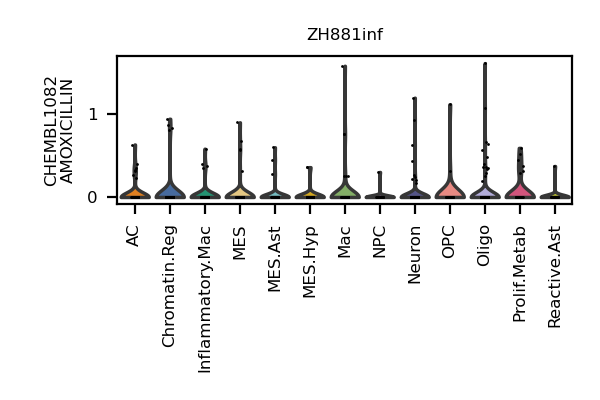 ZH881inf
CHEMBL1082
AMOXICILLIN
1
0
AC
Chromatin.Reg
Inflammatory.Mac
MES
MES.Ast
MES.Hyp
Mac
NPC
Neuron
OPC
Oligo
Prolif.Metab
Reactive.Ast